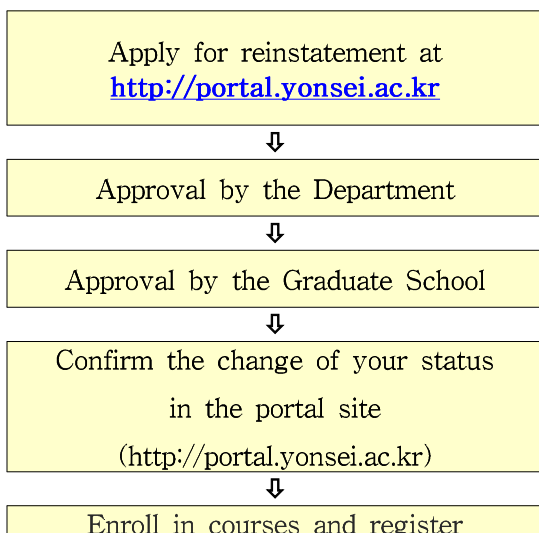 Apply for reinstatement at
http://portal.yonsei.ac.kr
⇩
Approval by the Department
⇩
Approval by the Graduate School
⇩
Confirm the change of your status
in the portal site
(http://portal.yonsei.ac.kr)
⇩
Enroll in courses and register